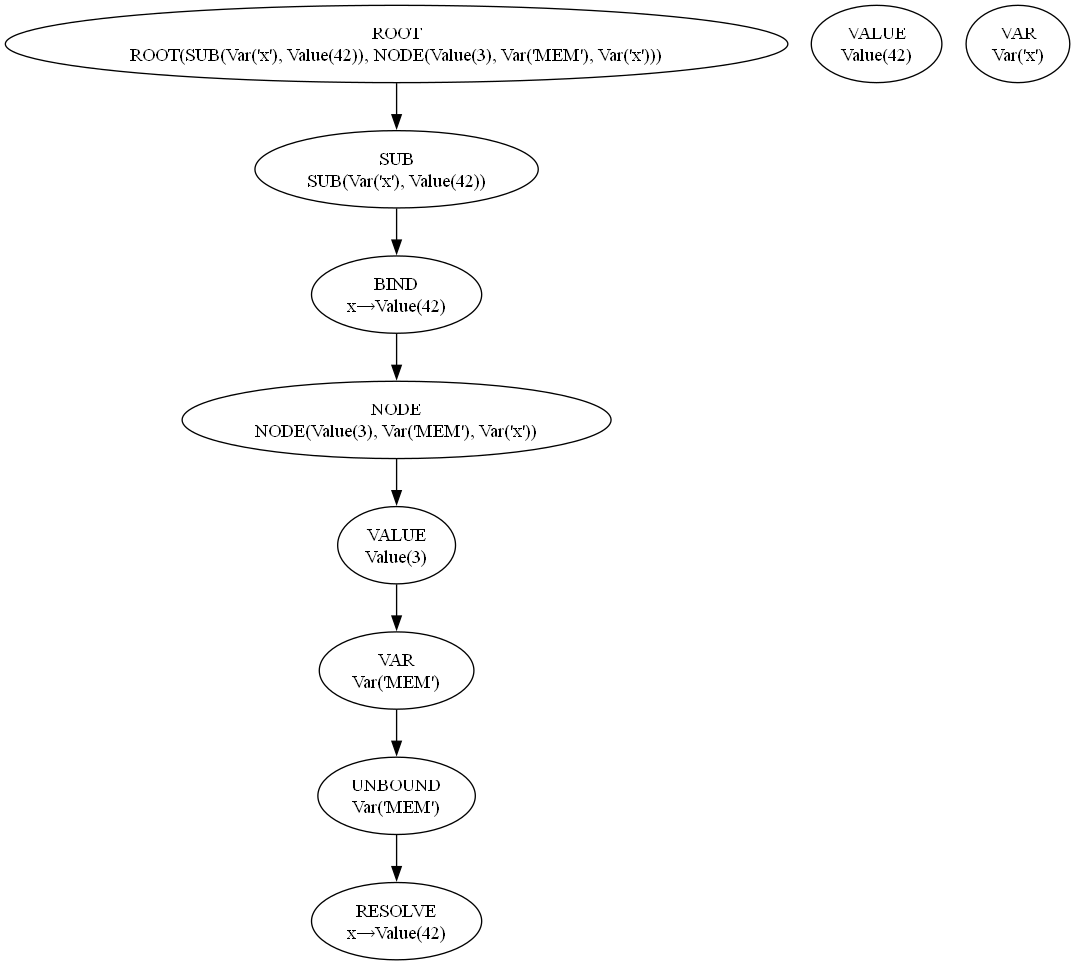 ROOT
ROOT(SUB(Var('x'), Value(42)), NODE(Value(3), Var('MEM'), Var('x')))
VALUE
Value(42)
VAR
Var('x')
SUB
SUB(Var('x'), Value(42))
BIND
x→Value(42)
NODE
NODE(Value(3), Var('MEM'), Var('x'))
VALUE
Value(3)
VAR
Var('MEM')
UNBOUND
Var('MEM')
RESOLVE
x→Value(42)